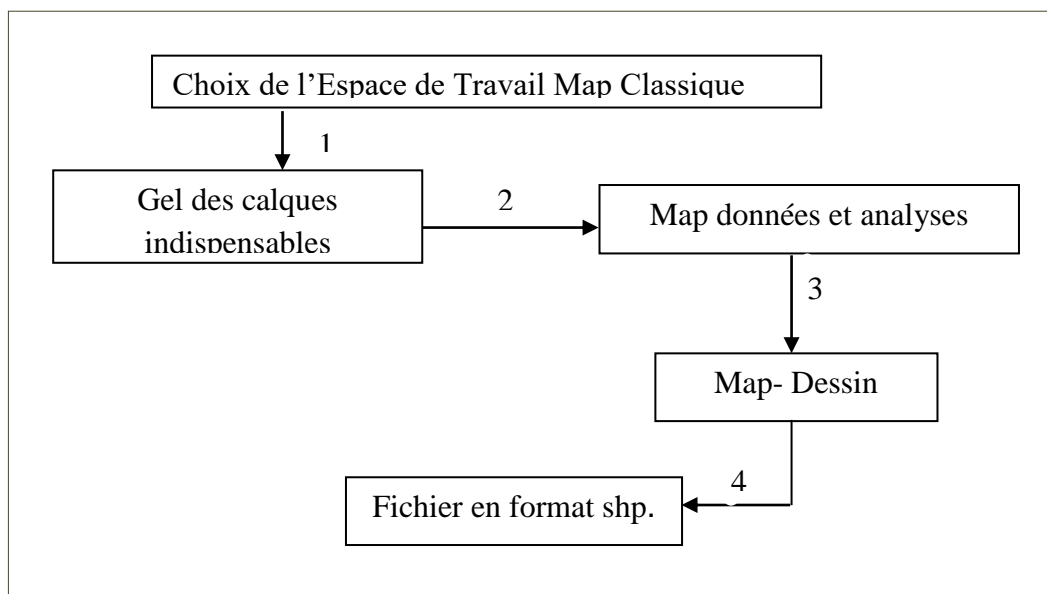 Choix de l’Espace de Travail Map Classique
1
Gel des calques
indispensables
2
Map données et analyses
3
Map- Dessin
4
Fichier en format shp.